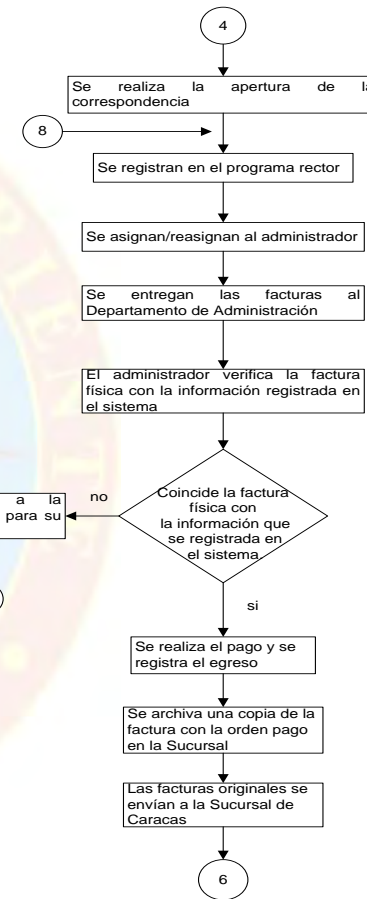 4
Se realiza la apertura de la
correspondencia
8
Se registran en el programa rector
Se asignan/reasignan al administrador
Se entregan las facturas al
Departamento de Administración
El administrador verifica la factura
física con la información registrada en
el sistema
a la
para su
no
Coincide la factura
física con
la información que
se registrada en
el sistema.
si
Se realiza el pago y se
registra el egreso
Se archiva una copia de la
factura con la orden pago
en la Sucursal
Las facturas originales se
envían a la Sucursal de
Caracas
6
RIENTE